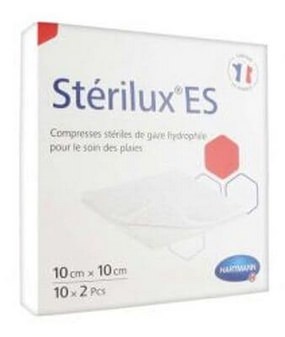 Stérilux® ES
Compresses stériles de gaze hydrophile
pour le soin des plaies
10 cm x 10 cm
10 x 2 Pcs
HARTMANN